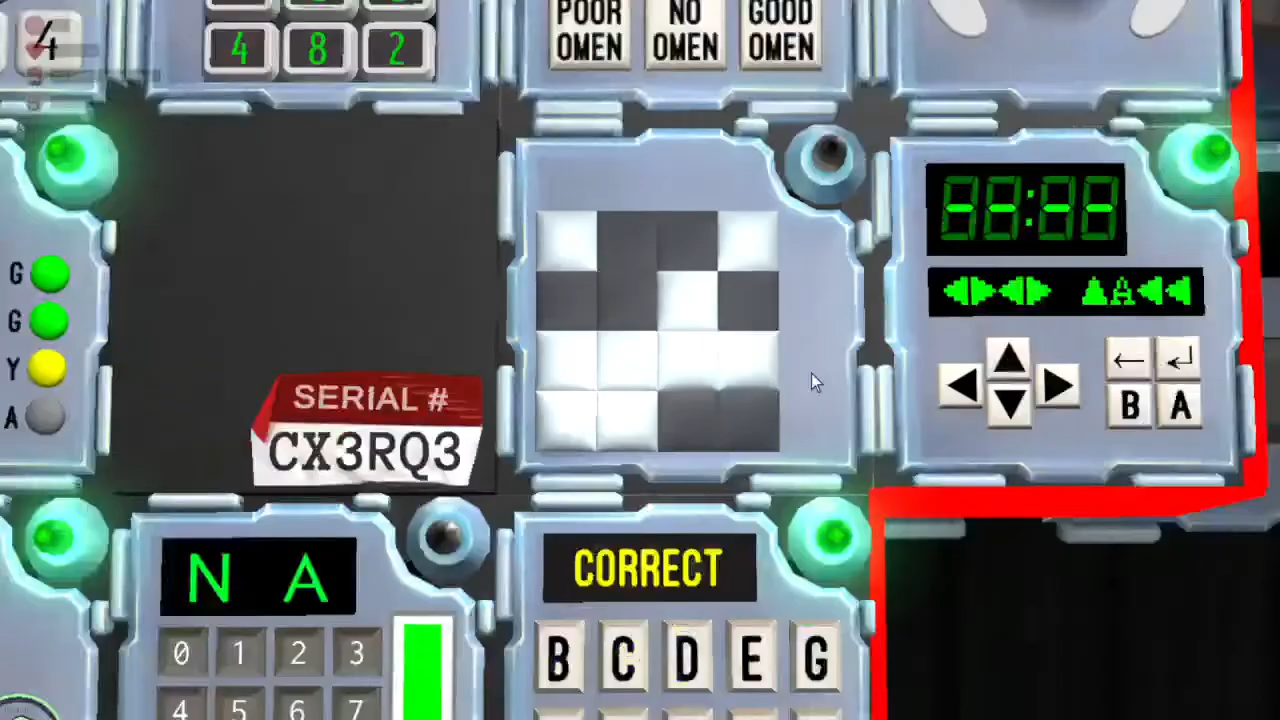 4
4 8 2
POOR OMEN
NO OMEN
GOOD OMEN
G
G
Y
A
SERIAL #
CX3RQ3
--:--
A
←
B A
N A
CORRECT
0 1 2 3
4 5 6 7
B C D E G